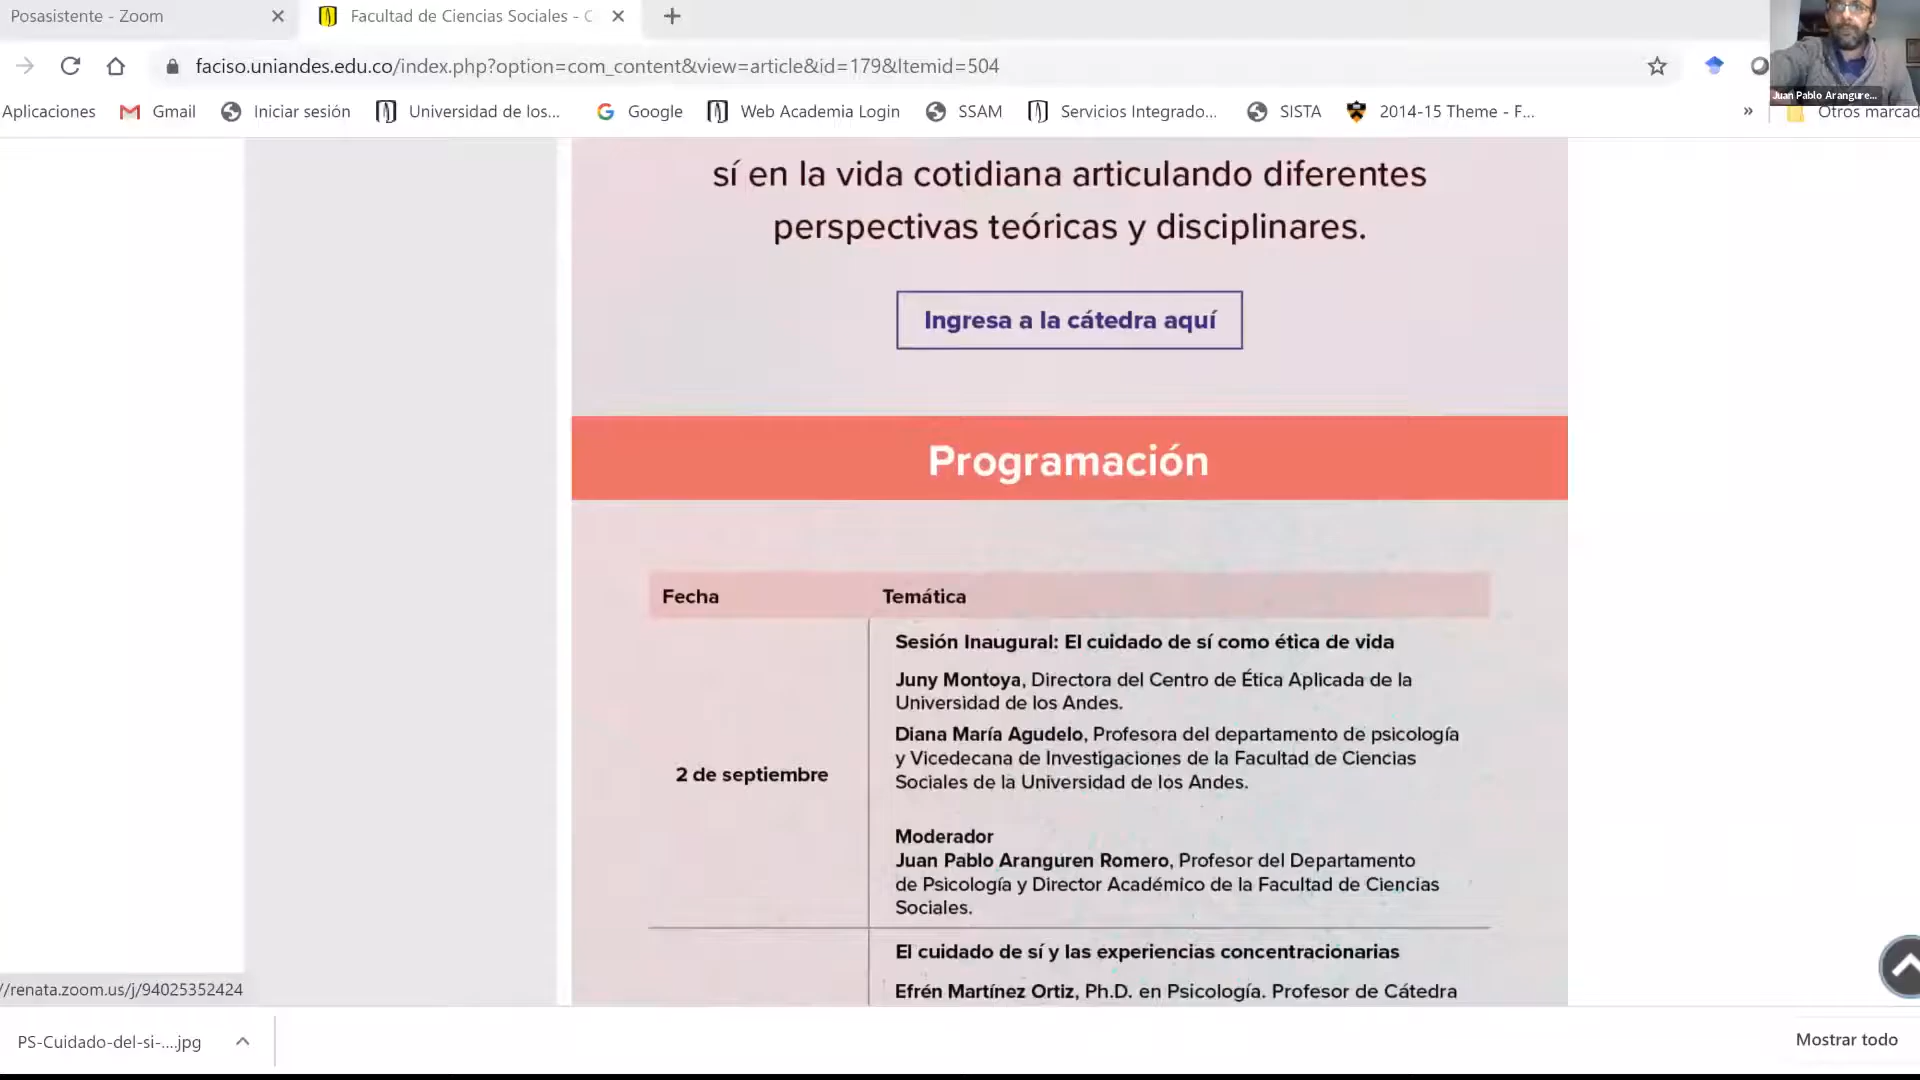 Posasistente - Zoom
Facultad de Ciencias Sociales - C
faciso.uniandes.edu.co/index.php?option=com_content&view=article&id=179&Itemid=504
Juan Pablo Arangure...
Aplicaciones Gmail Iniciar sesión Universidad de los... Google Web Academia Login SSAM Servicios Integrado... SISTA 2014-15 Theme - F... » Otros marcad
sí en la vida cotidiana articulando diferentes
perspectivas teóricas y disciplinares.
Ingresa a la cátedra aquí
Programación
Fecha Temática
Sesión Inaugural: El cuidado de sí como ética de vida
Juny Montoya, Directora del Centro de Ética Aplicada de la
Universidad de los Andes.
Diana María Agudelo, Profesora del departamento de psicología
y Vicedecana de Investigaciones de la Facultad de Ciencias
Sociales de la Universidad de los Andes.
2 de septiembre
Moderador
Juan Pablo Aranguren Romero, Profesor del Departamento
de Psicología y Director Académico de la Facultad de Ciencias
Sociales.
El cuidado de sí y las experiencias concentracionarias
Efrén Martínez Ortiz, Ph.D. en Psicología. Profesor de Cátedra
//renata.zoom.us/j/94025352424
PS-Cuidado-del-si-....jpg
Mostrar todo